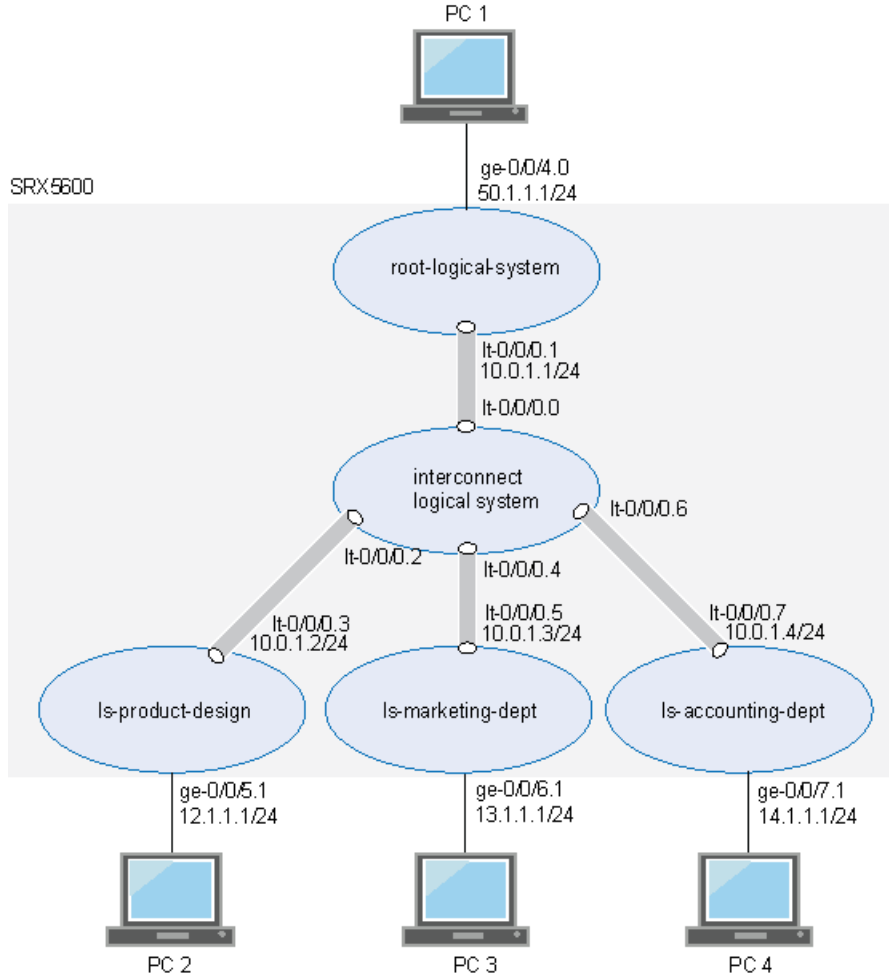 PC 1
ge-0/0/4.0
50.1.1.1/24
SRX5600
root-logical-system
lt-0/0/0.1
10.0.1.1/24
lt-0/0/0.0
interconnect
logical system
lt-0/0/0.6
lt-0/0/0.2
lt-0/0/0.4
lt-0/0/0.3
10.0.1.2/24
lt-0/0/0.5
10.0.1.3/24
lt-0/0/0.7
10.0.1.4/24
ls-product-design
ls-marketing-dept
ls-accounting-dept
ge-0/0/5.1
12.1.1.1/24
ge-0/0/6.1
13.1.1.1/24
ge-0/0/7.1
14.1.1.1/24
PC 2
PC 3
PC 4